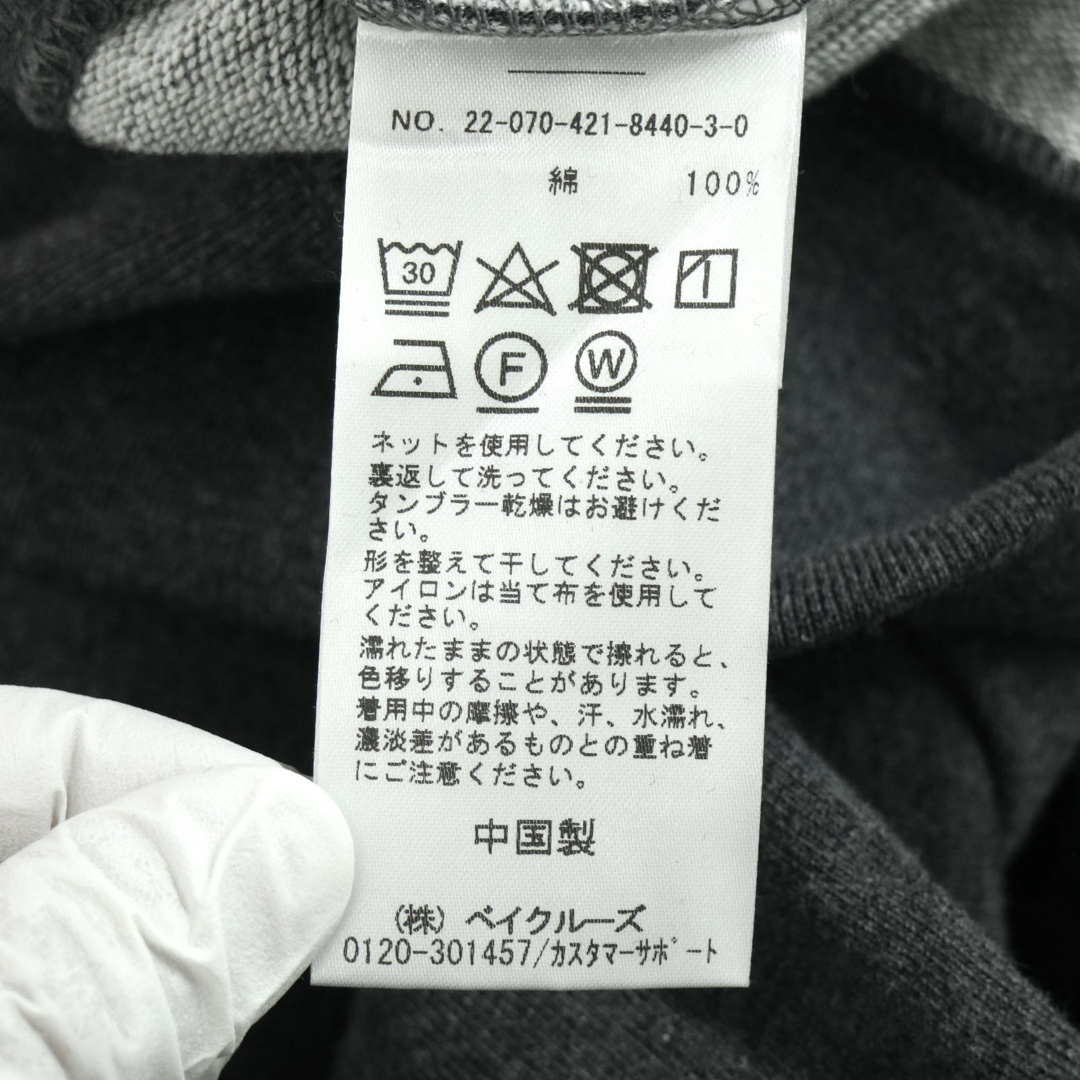 NO. 22-070-421-8440-3-0
綿 100%
30
F W
ネットを使用してください。
裏返して洗ってください。
タンブラー乾燥はお避けくだ
さい。
形を整えて干してください。
アイロンは当て布を使用して
ください。
濡れたままの状態で擦れると、
色移りすることがあります。
着用中の摩擦や、汗、水濡れ、
濃淡差があるものとの重ね着
にご注意ください。
中国製
(株) ベイクルーズ
0120-301457/カスタマーサポート